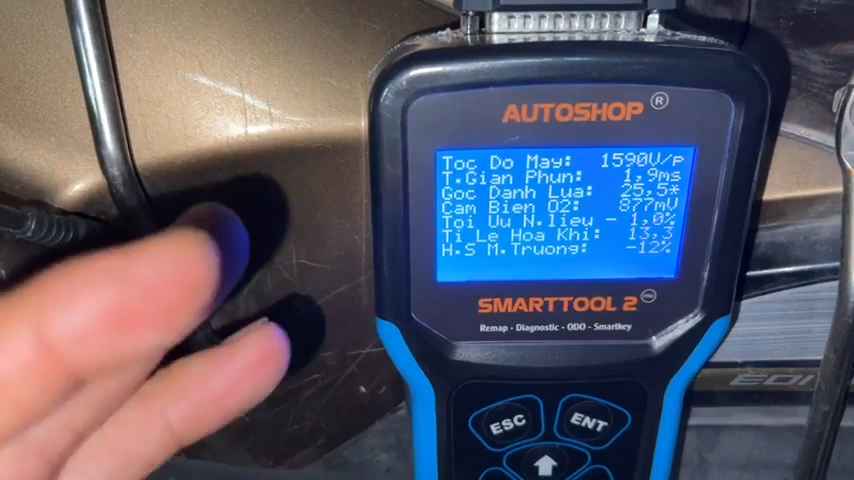 AUTOSHOP ®
Toc Do May: 1590V/p
T.Gian Phun: 1,9ms
Goc Danh Lua: 25,5*
Cam Bien O2: 877mV
Toi Uu N.lieu - 1,0%
Ti Le Hoa Khi: 13,3
H.S M.Truong: -12%
SMARTTOOL 2 PRO
Remap - Diagnostic - ODO - Smartkey
ESC
ENT